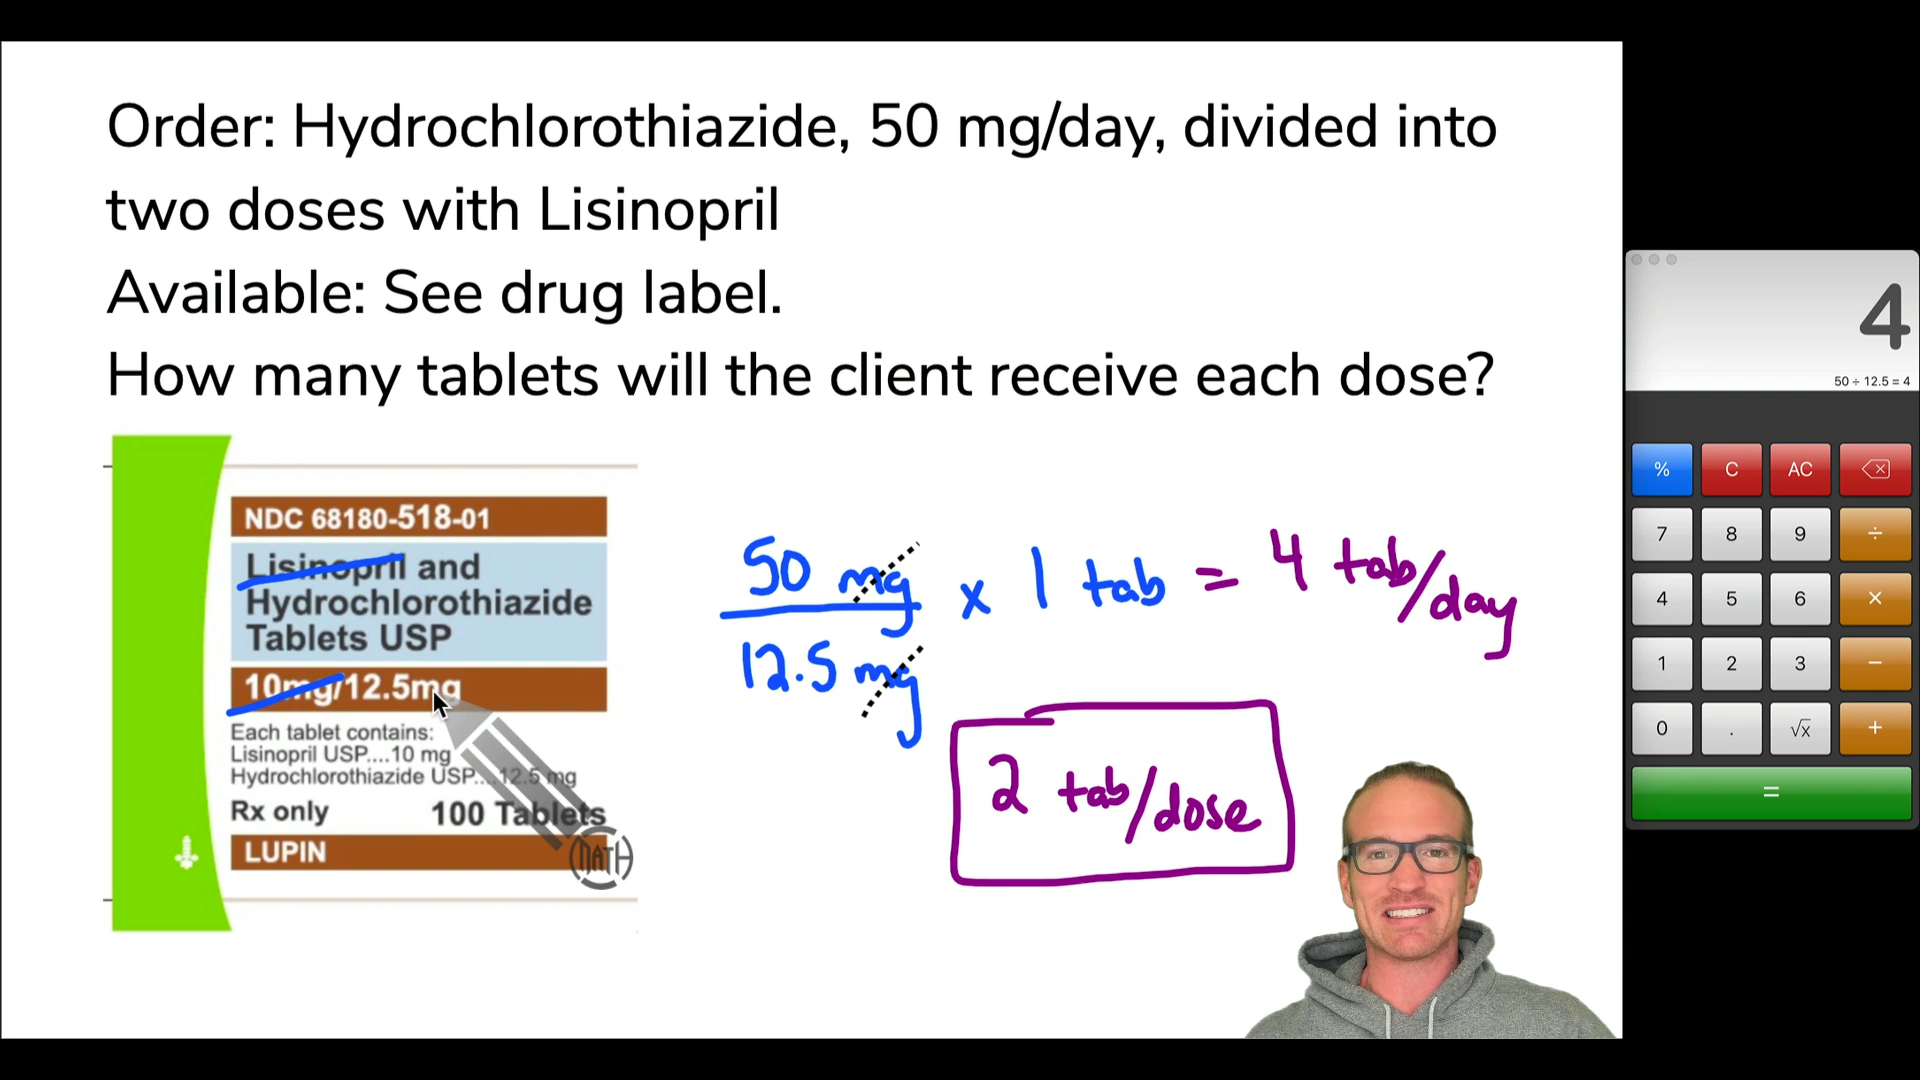 Order: Hydrochlorothiazide, 50 mg/day, divided into
two doses with Lisinopril
Available: See drug label.
How many tablets will the client receive each dose?
NDC 68180-518-01
Lisinopril and
Hydrochlorothiazide
Tablets USP
10mg/12.5mg
Each tablet contains:
Lisinopril USP....10 mg
Hydrochlorothiazide USP....12.5 mg
Rx only 100 Tablets
LUPIN
MATH
50 mg
12.5 mg
x 1 tab = 4 tab/day
2 tab/dose
4
50 ÷ 12.5 = 4
% C AC
7 8 9 ÷
4 5 6 ×
1 2 3 −
0 . √x +
=